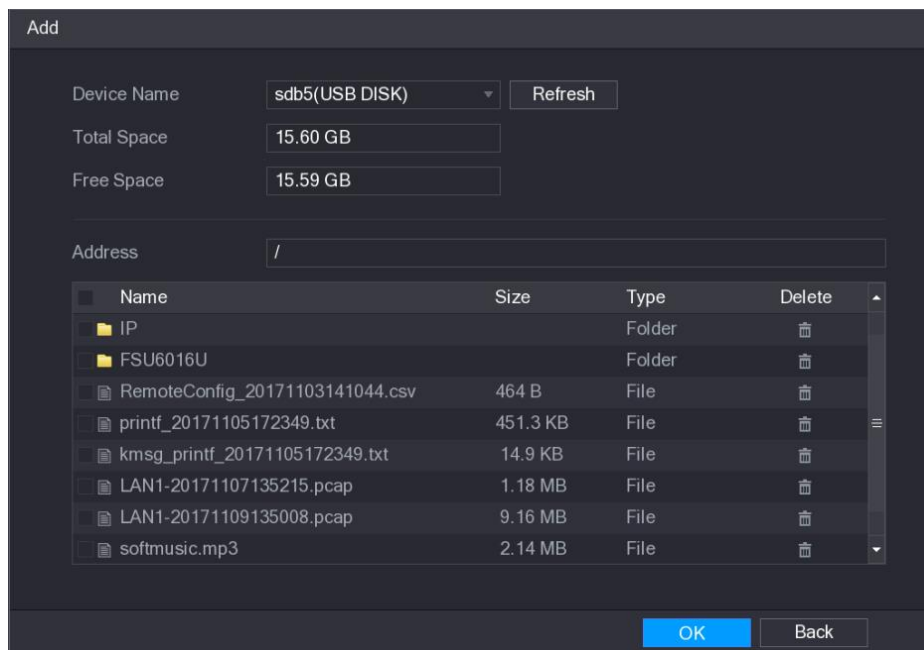 Add
Device Name sdb5(USB DISK) Refresh
Total Space 15.60 GB
Free Space 15.59 GB
Address /
Name Size Type Delete
IP Folder
FSU6016U Folder
RemoteConfig_20171103141044.csv 464 B File
printf_20171105172349.txt 451.3 KB File
kmsg_printf_20171105172349.txt 14.9 KB File
LAN1-20171107135215.pcap 1.18 MB File
LAN1-20171109135008.pcap 9.16 MB File
softmusic.mp3 2.14 MB File
OK Back